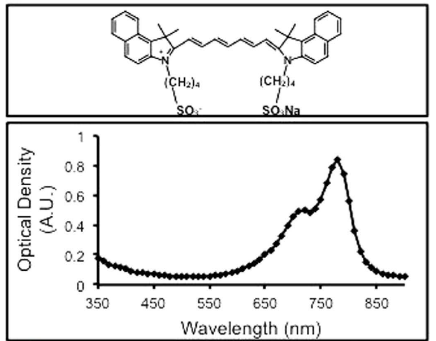 N+ N
(CH₂)₄ (CH₂)₄
SO₃⁻ SO₃Na
1
0.8
0.6
0.4
0.2
0
Optical Density
(A.U.)
350 450 550 650 750 850
Wavelength (nm)